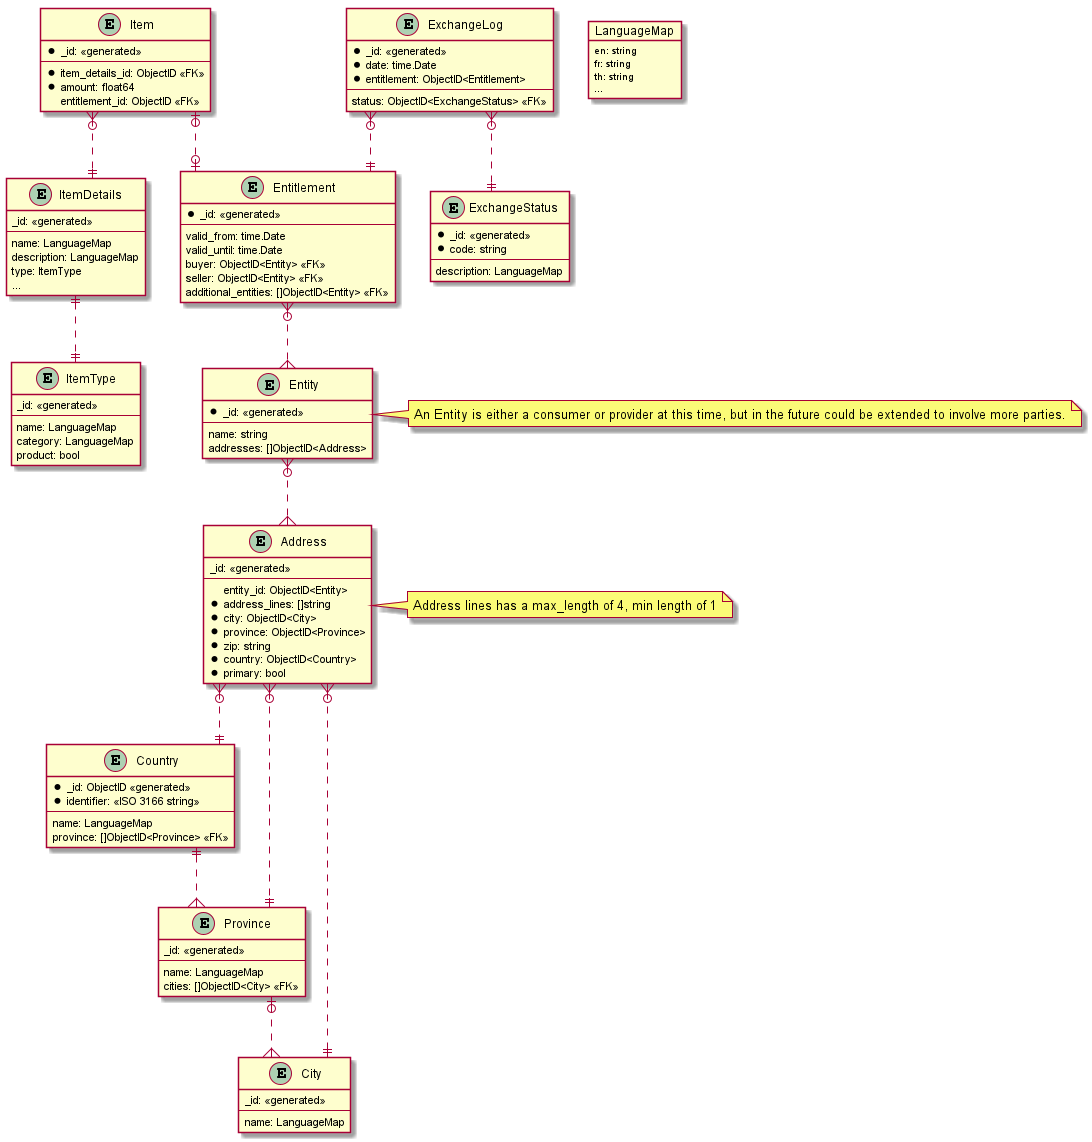 E Item
_id: «generated»
item_details_id: ObjectID «FK»
amount: float64
entitlement_id: ObjectID «FK»
E ExchangeLog
_id: «generated»
date: time.Date
entitlement: ObjectID<Entitlement>
status: ObjectID<ExchangeStatus> «FK»
LanguageMap
en: string
fr: string
th: string
...
E ItemDetails
_id: «generated»
name: LanguageMap
description: LanguageMap
type: ItemType
...
E Entitlement
_id: «generated»
valid_from: time.Date
valid_until: time.Date
buyer: ObjectID<Entity> «FK»
seller: ObjectID<Entity> «FK»
additional_entities: []ObjectID<Entity> «FK»
E ExchangeStatus
_id: «generated»
code: string
description: LanguageMap
E ItemType
_id: «generated»
name: LanguageMap
category: LanguageMap
product: bool
E Entity
_id: «generated»
name: string
addresses: []ObjectID<Address>
An Entity is either a consumer or provider at this time, but in the future could be extended to involve more parties.
E Address
_id: «generated»
entity_id: ObjectID<Entity>
address_lines: []string
city: ObjectID<City>
province: ObjectID<Province>
zip: string
country: ObjectID<Country>
primary: bool
Address lines has a max_length of 4, min length of 1
E Country
_id: ObjectID «generated»
identifier: «ISO 3166 string»
name: LanguageMap
province: []ObjectID<Province> «FK»
E Province
_id: «generated»
name: LanguageMap
cities: []ObjectID<City> «FK»
E City
_id: «generated»
name: LanguageMap